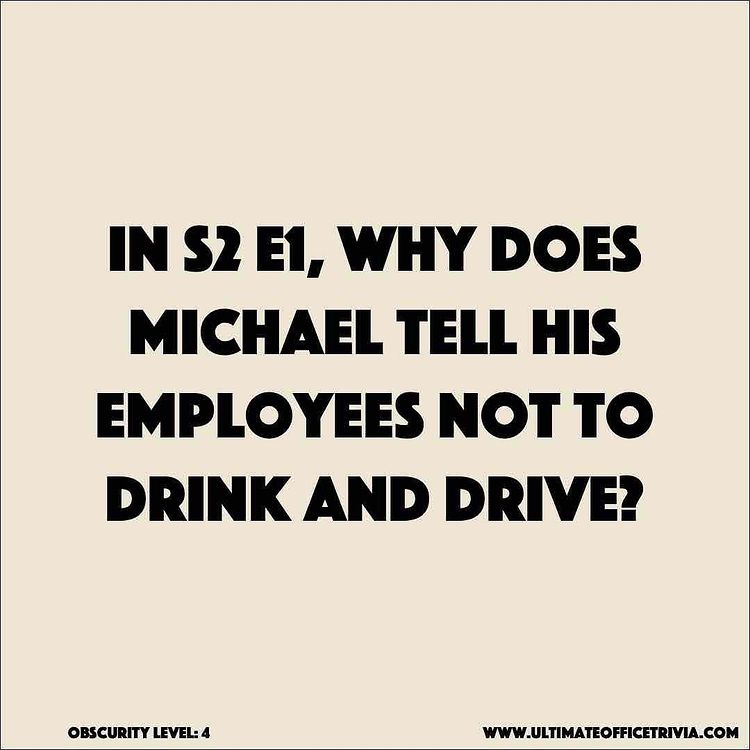 IN S2 E1, WHY DOES
MICHAEL TELL HIS
EMPLOYEES NOT TO
DRINK AND DRIVE?
OBSCURITY LEVEL: 4
WWW.ULTIMATEOFFICETRIVIA.COM